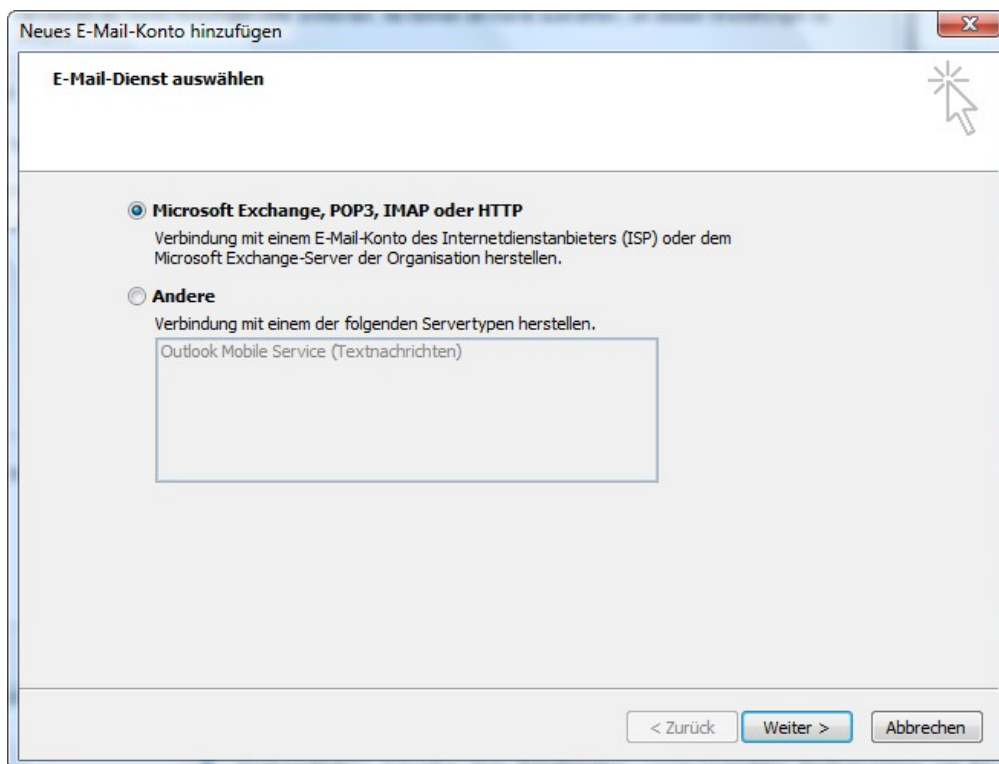 Neues E-Mail-Konto hinzufügen
E-Mail-Dienst auswählen
Microsoft Exchange, POP3, IMAP oder HTTP
Verbindung mit einem E-Mail-Konto des Internetdienstanbieters (ISP) oder dem
Microsoft Exchange-Server der Organisation herstellen.
Andere
Verbindung mit einem der folgenden Servertypen herstellen.
Outlook Mobile Service (Textnachrichten)
< Zurück
Weiter >
Abbrechen